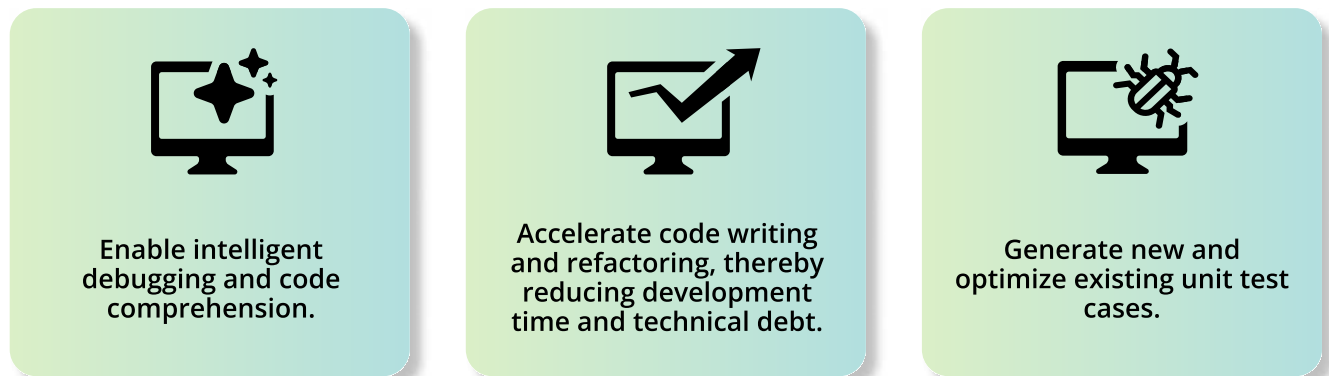 Enable intelligent
debugging and code
comprehension.
Accelerate code writing
and refactoring, thereby
reducing development
time and technical debt.
Generate new and
optimize existing unit test
cases.